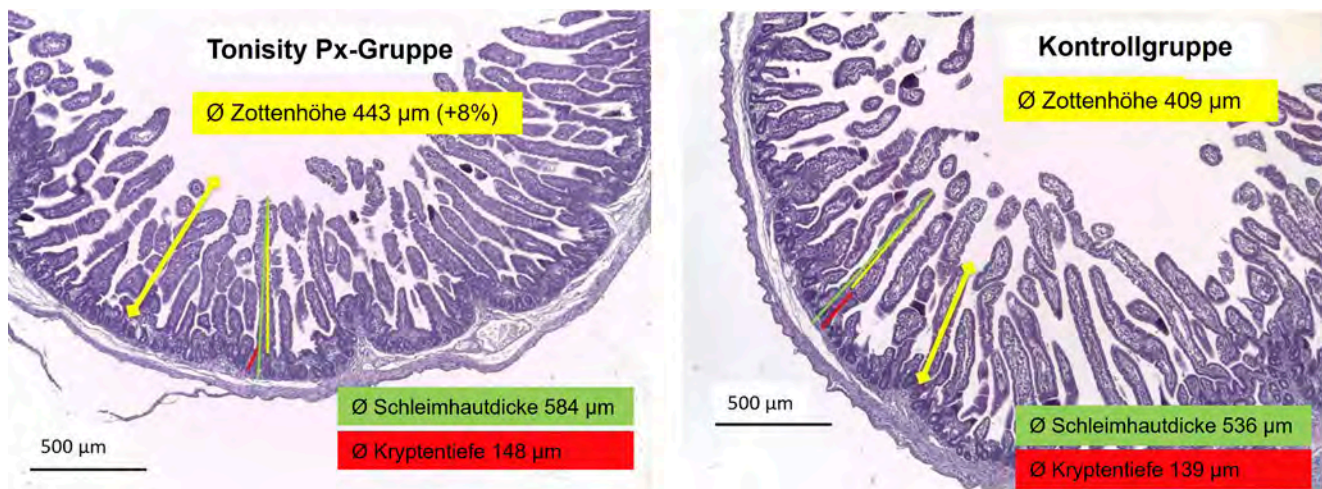 Tonisity Px-Gruppe
Ø Zottenhöhe 443 µm (+8%)
Ø Schleimhautdicke 584 µm
Ø Kryptentiefe 148 µm
500 µm
Kontrollgruppe
Ø Zottenhöhe 409 µm
500 µm
Ø Schleimhautdicke 536 µm
Ø Kryptentiefe 139 µm